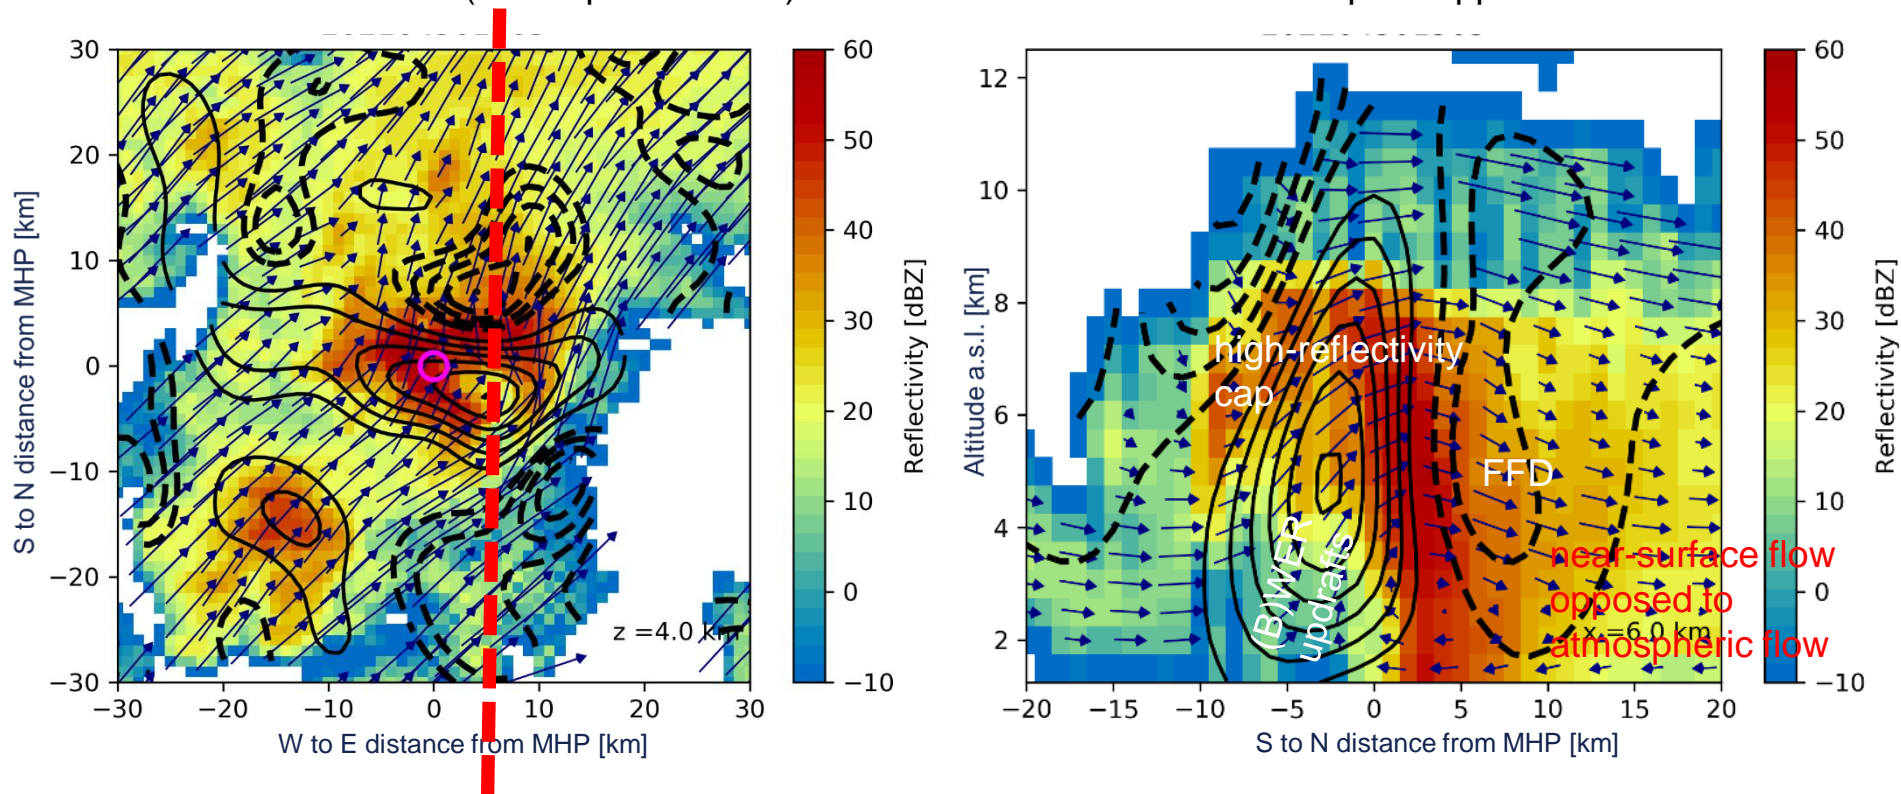 30
20
10
0
−10
−20
−30
−30
−20
−10
0
10
20
30
S to N distance from MHP [km]
W to E distance from MHP [km]
z =4.0 km
60
50
40
30
20
10
0
−10
Reflectivity [dBZ]
12
10
8
6
4
2
−20
−15
−10
−5
0
5
10
15
20
Altitude a.s.l. [km]
S to N distance from MHP [km]
high-reflectivity
cap
FFD
(B)WER
updrafts
near-surface flow
opposed to
x =6.0 km
atmospheric flow
60
50
40
30
20
10
0
−10
Reflectivity [dBZ]